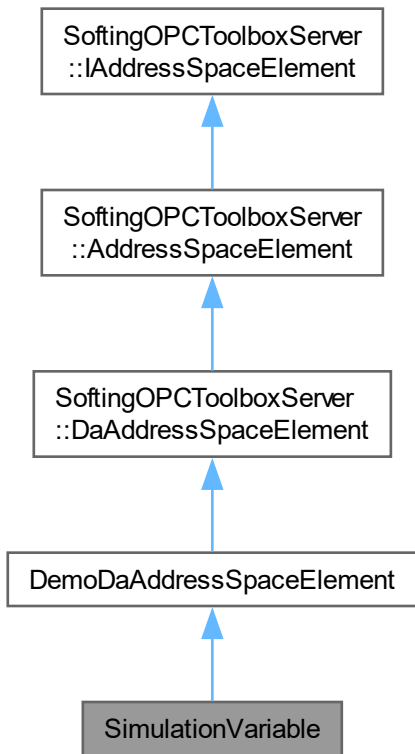 SoftingOPCToolboxServer
::IAddressSpaceElement
SoftingOPCToolboxServer
::AddressSpaceElement
SoftingOPCToolboxServer
::DaAddressSpaceElement
DemoDaAddressSpaceElement
SimulationVariable